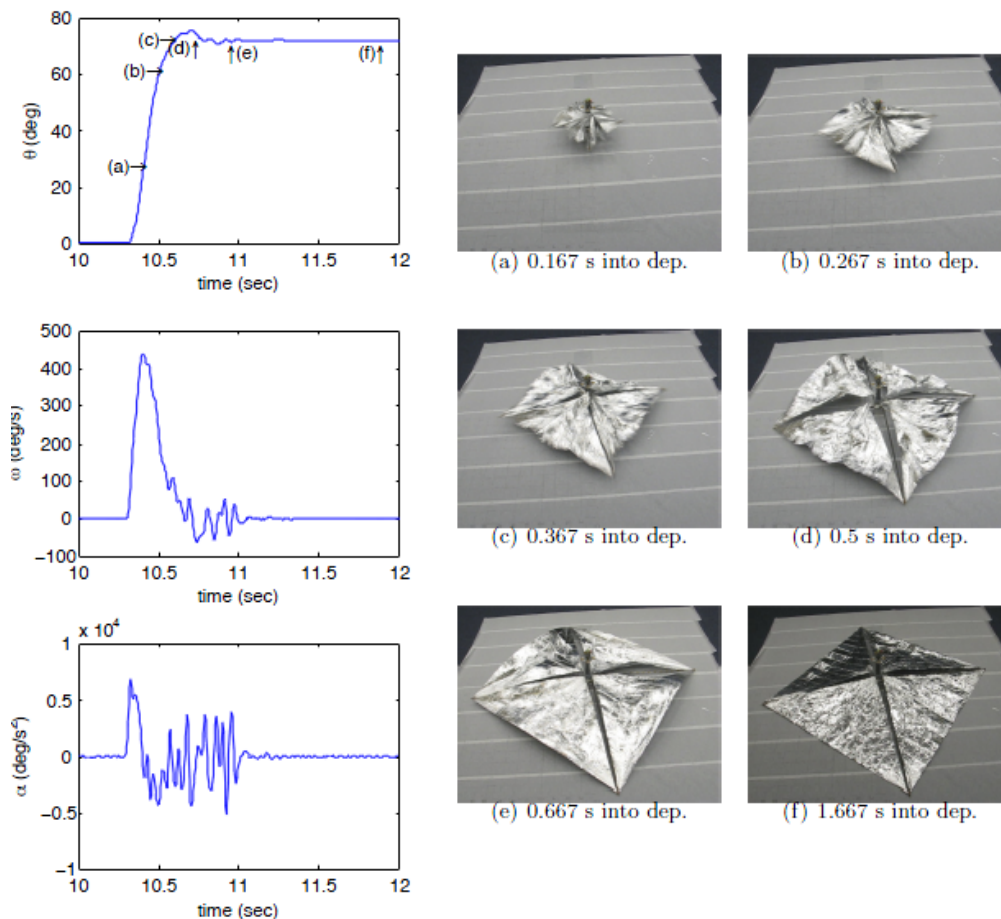 80
60
40
20
0
θ (deg)
(a)→
(b)→
(c)→
(d)↑
↑(e)
(f)↑
10
10.5
11
11.5
12
time (sec)
(a) 0.167 s into dep.
(b) 0.267 s into dep.
500
400
300
200
100
0
−100
ω (deg/s)
10
10.5
11
11.5
12
time (sec)
(c) 0.367 s into dep.
(d) 0.5 s into dep.
x 10⁴
1
0.5
0
−0.5
−1
α (deg/s²)
10
10.5
11
11.5
12
time (sec)
(e) 0.667 s into dep.
(f) 1.667 s into dep.